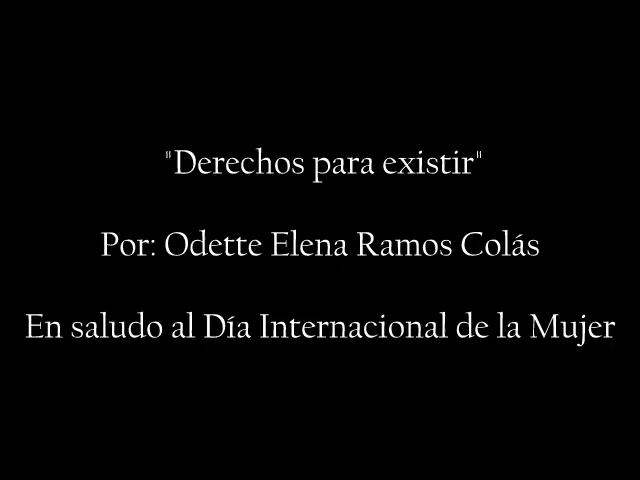 "Derechos para existir"
Por: Odette Elena Ramos Colás
En saludo al Día Internacional de la Mujer